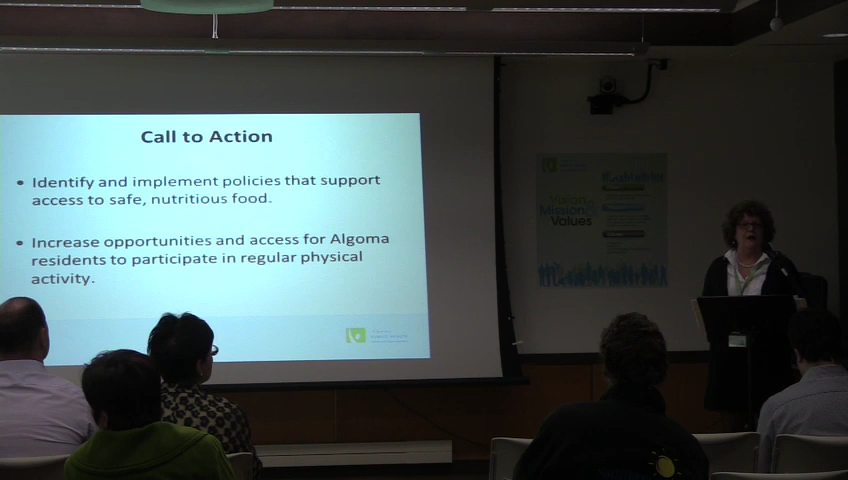 Call to Action
• Identify and implement policies that support
access to safe, nutritious food.
• Increase opportunities and access for Algoma
residents to participate in regular physical
activity.
Vision
Mission&
Values